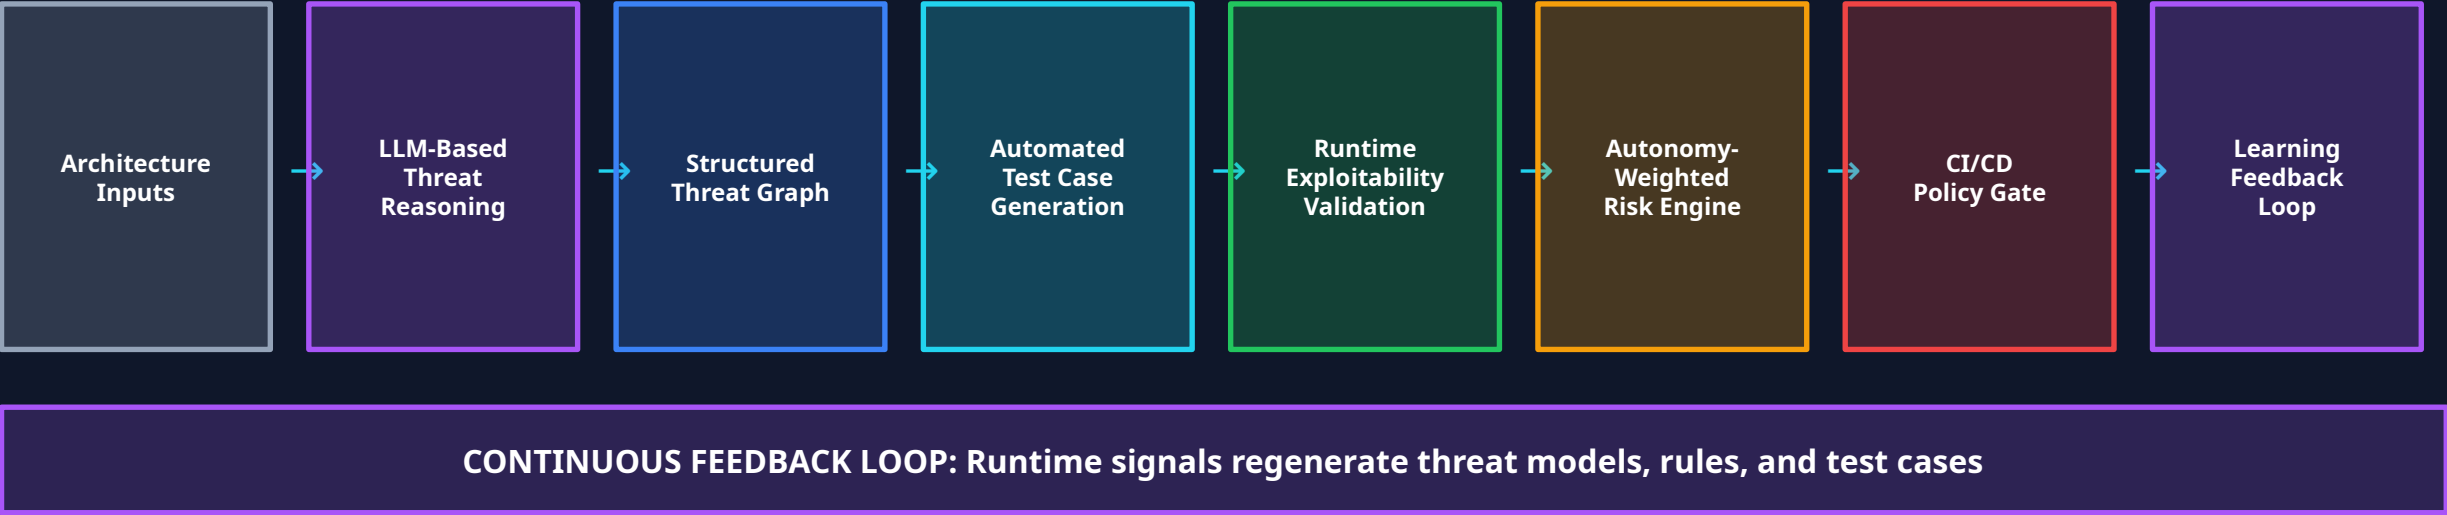 Architecture
Inputs
LLM-Based
Threat
Reasoning
Structured
Threat Graph
Automated
Test Case
Generation
Runtime
Exploitability
Validation
Autonomy-
Weighted
Risk Engine
CI/CD
Policy Gate
Learning
Feedback
Loop
CONTINUOUS FEEDBACK LOOP: Runtime signals regenerate threat models, rules, and test cases